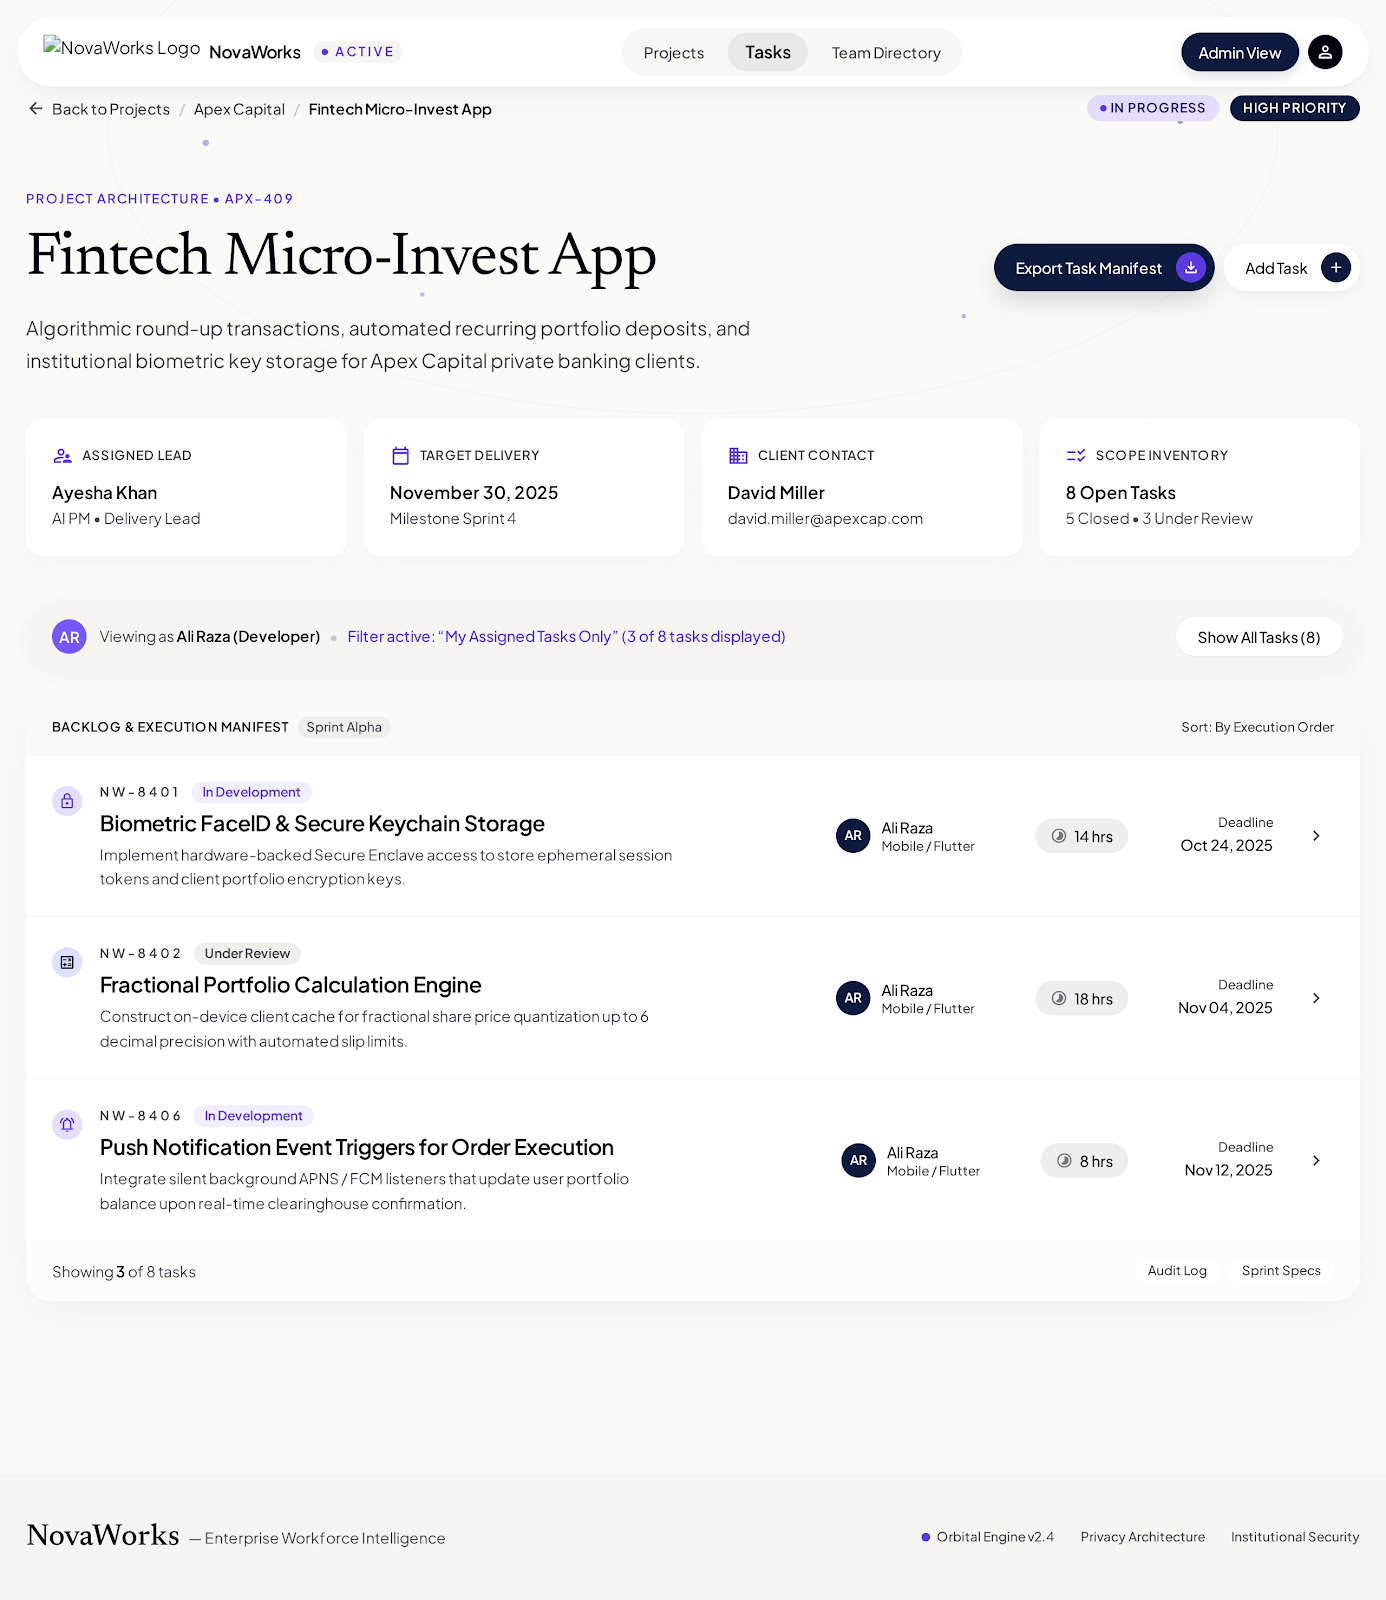 NovaWorks Logo NovaWorks ACTIVE Projects Tasks Team Directory Admin View
Back to Projects / Apex Capital / Fintech Micro-Invest App IN PROGRESS HIGH PRIORITY
PROJECT ARCHITECTURE • APX-409
Fintech Micro-Invest App
Export Task Manifest Add Task
Algorithmic round-up transactions, automated recurring portfolio deposits, and
institutional biometric key storage for Apex Capital private banking clients.
ASSIGNED LEAD
Ayesha Khan
AI PM • Delivery Lead
TARGET DELIVERY
November 30, 2025
Milestone Sprint 4
CLIENT CONTACT
David Miller
david.miller@apexcap.com
SCOPE INVENTORY
8 Open Tasks
5 Closed • 3 Under Review
AR Viewing as Ali Raza (Developer) • Filter active: “My Assigned Tasks Only” (3 of 8 tasks displayed) Show All Tasks (8)
BACKLOG & EXECUTION MANIFEST Sprint Alpha Sort: By Execution Order
NW-8401 In Development
Biometric FaceID & Secure Keychain Storage
Implement hardware-backed Secure Enclave access to store ephemeral session
tokens and client portfolio encryption keys.
AR Ali Raza
Mobile / Flutter
14 hrs
Deadline
Oct 24, 2025
NW-8402 Under Review
Fractional Portfolio Calculation Engine
Construct on-device client cache for fractional share price quantization up to 6
decimal precision with automated slip limits.
AR Ali Raza
Mobile / Flutter
18 hrs
Deadline
Nov 04, 2025
NW-8406 In Development
Push Notification Event Triggers for Order Execution
Integrate silent background APNS / FCM listeners that update user portfolio
balance upon real-time clearinghouse confirmation.
AR Ali Raza
Mobile / Flutter
8 hrs
Deadline
Nov 12, 2025
Showing 3 of 8 tasks Audit Log Sprint Specs
NovaWorks — Enterprise Workforce Intelligence Orbital Engine v2.4 Privacy Architecture Institutional Security